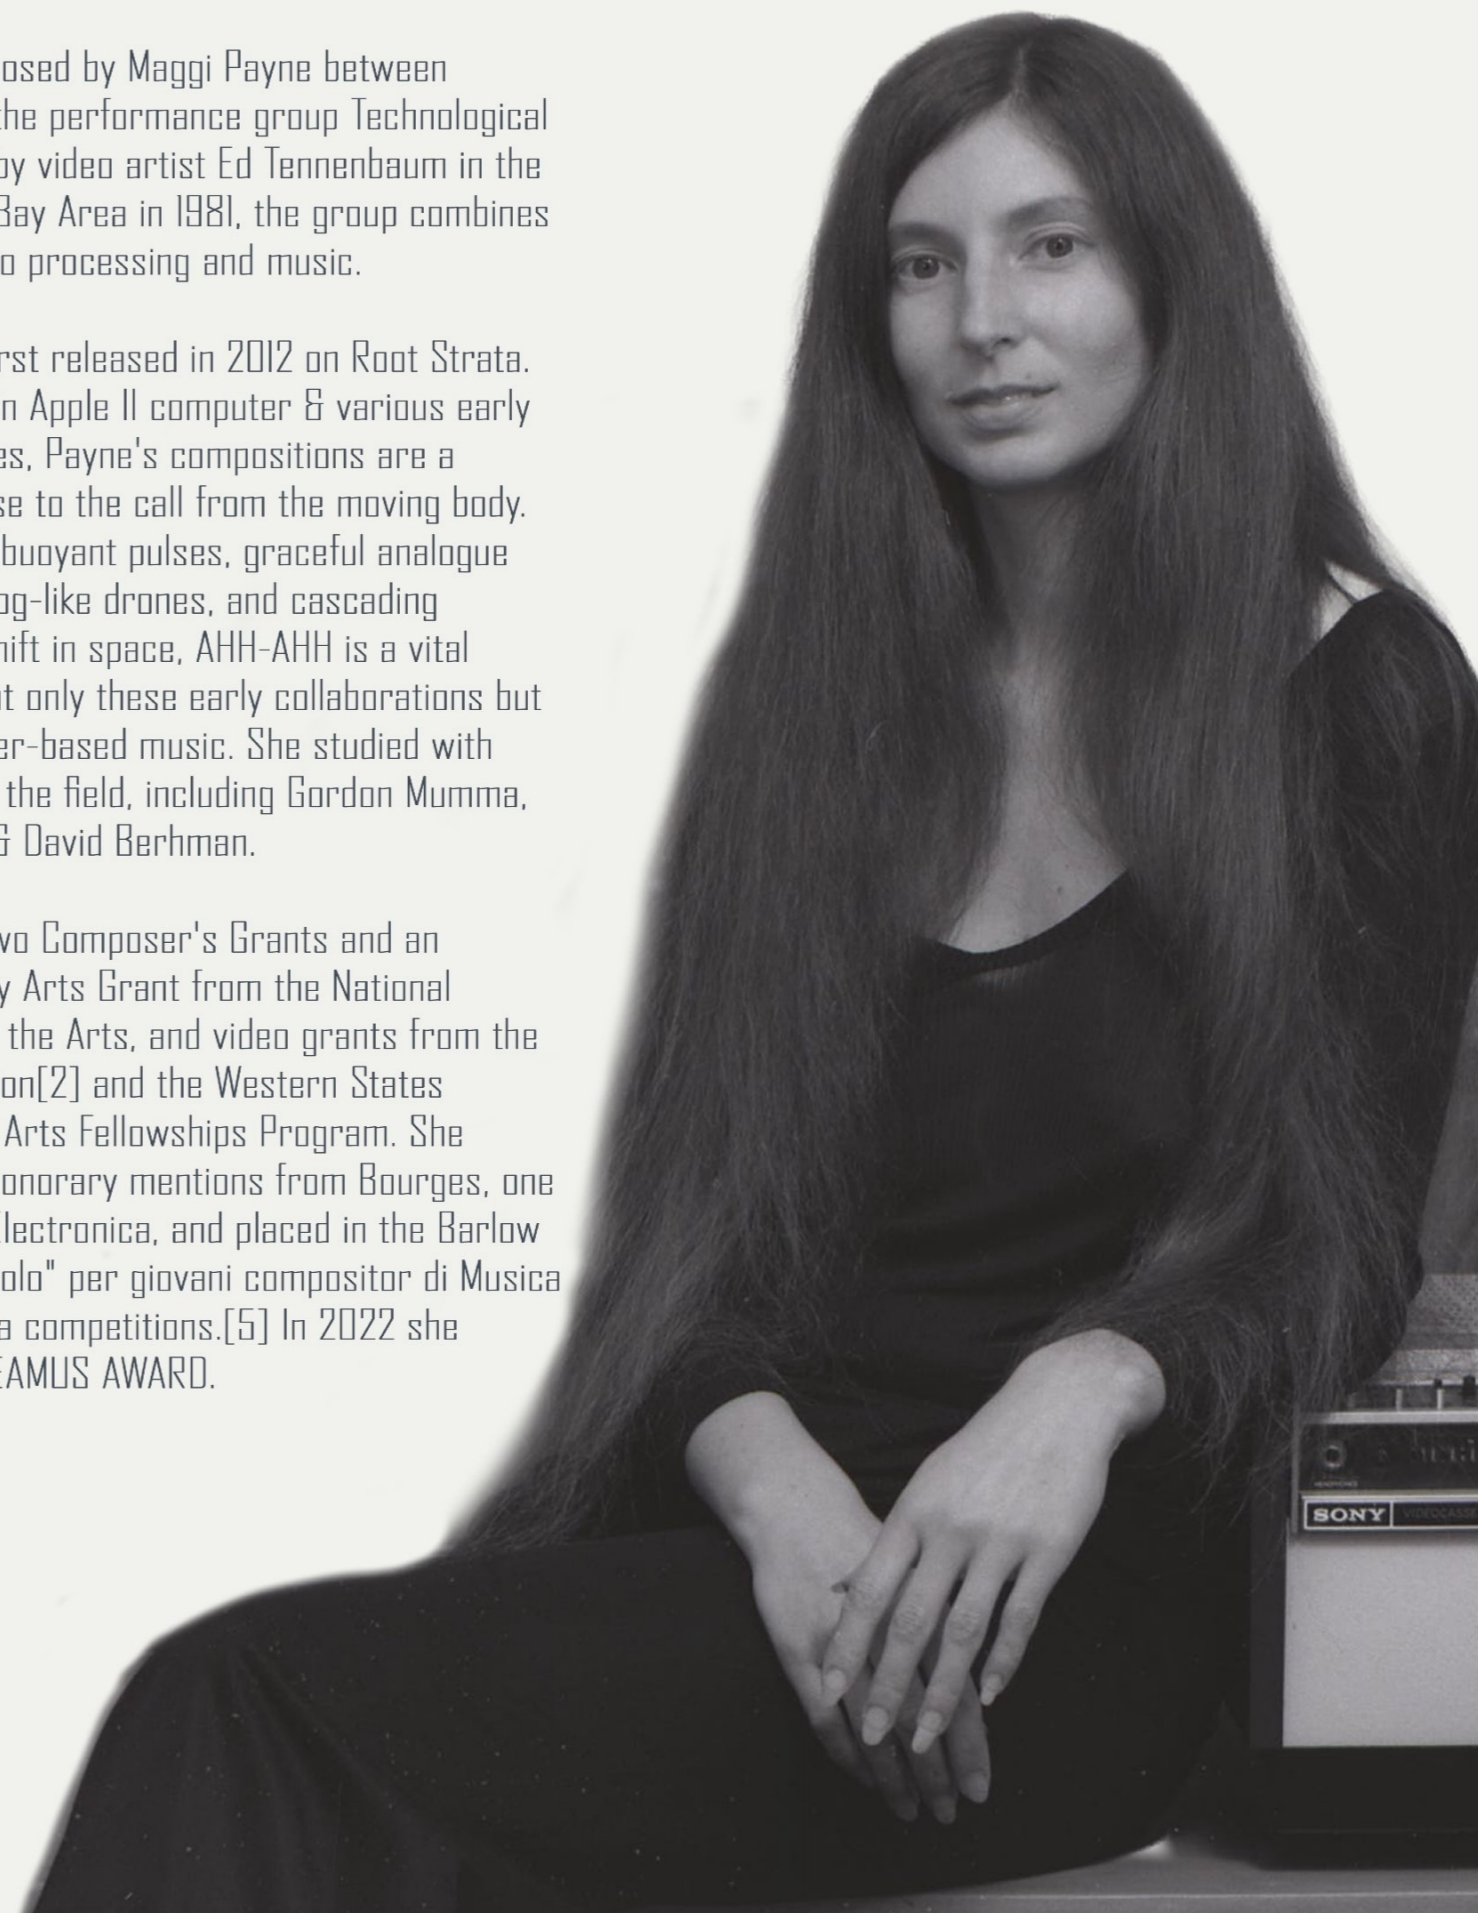 osed by Maggi Payne between
the performance group Technological
by video artist Ed Tennenbaum in the
Bay Area in 1981, the group combines
o processing and music.
rst released in 2012 on Root Strata.
n Apple II computer & various early
es, Payne's compositions are a
se to the call from the moving body.
buoyant pulses, graceful analogue
og-like drones, and cascading
hift in space, AHH-AHH is a vital
t only these early collaborations but
er-based music. She studied with
the field, including Gordon Mumma,
& David Berhman.
wo Composer's Grants and an
y Arts Grant from the National
the Arts, and video grants from the
on[2] and the Western States
Arts Fellowships Program. She
onorary mentions from Bourges, one
Electronica, and placed in the Barlow
olo" per giovani compositor di Musica
a competitions.[5] In 2022 she
EAMUS AWARD.
SONY VIDEOCASSE